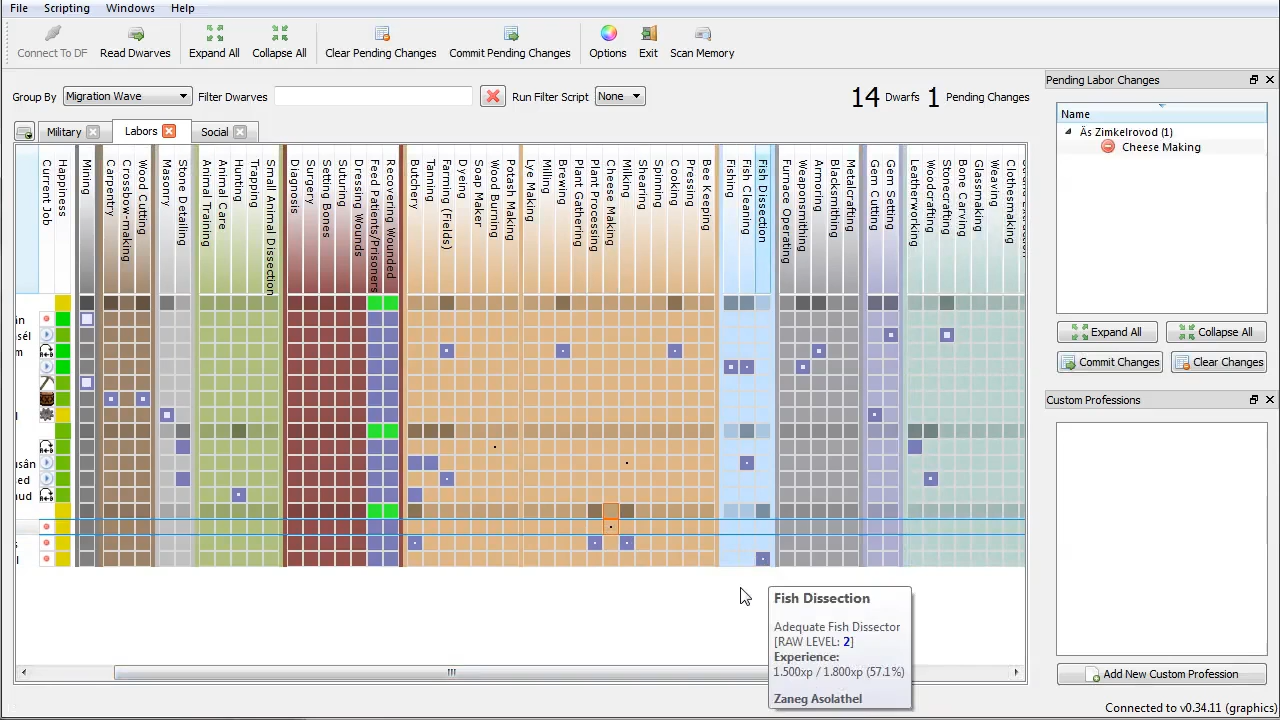 File Scripting Windows Help
Connect To DF Read Dwarves Expand All Collapse All Clear Pending Changes Commit Pending Changes Options Exit Scan Memory
Group By Migration Wave Filter Dwarves Run Filter Script None 14 Dwarfs 1 Pending Changes
Military Labors Social
Current Job
Happiness
Mining
Carpentry
Crossbow-making
Wood Cutting
Masonry
Stone Detailing
Animal Training
Animal Care
Hunting
Trapping
Small Animal Dissection
Diagnosis
Surgery
Setting Bones
Suturing
Dressing Wounds
Feed Patients/Prisoners
Recovering Wounded
Butchery
Tanning
Farming (Fields)
Dyeing
Soap Maker
Wood Burning
Potash Making
Lye Making
Milling
Brewing
Plant Gathering
Plant Processing
Cheese Making
Milking
Shearing
Spinning
Cooking
Pressing
Bee Keeping
Fishing
Fish Cleaning
Fish Dissection
Furnace Operating
Weaponsmithing
Armoring
Blacksmithing
Metalcrafting
Gem Cutting
Gem Setting
Leatherworking
Woodcrafting
Stonecrafting
Bone Carving
Glassmaking
Weaving
Clothesmaking
Fish Dissection
Adequate Fish Dissector
[RAW LEVEL: 2]
Experience:
1.500xp / 1.800xp (57.1%)
Zaneg Asolathel
Pending Labor Changes
Name
Ås Zimkelrovod (1)
Cheese Making
Expand All Collapse All
Commit Changes Clear Changes
Custom Professions
Add New Custom Profession
Connected to v0.34.11 (graphics)